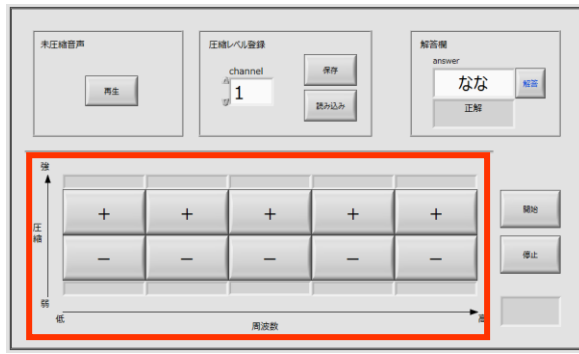 未圧縮音声
再生
圧縮レベル登録
channel
1
保存
読み込み
解答欄
answer
なな
解答
正解
強
圧縮
弱
+ + + + +
− − − − −
低
周波数
高
開始
停止